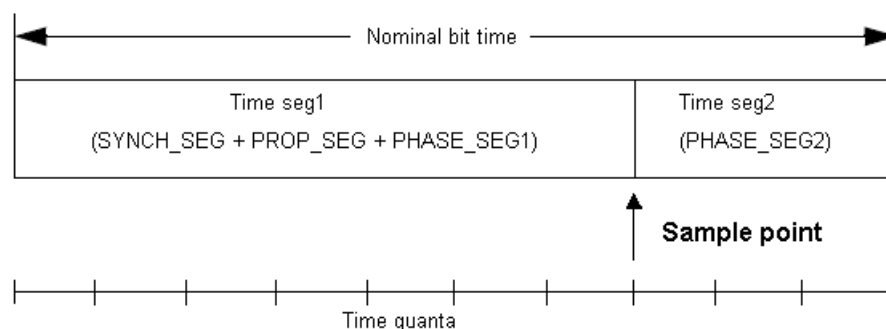 Nominal bit time
Time seg1
(SYNCH_SEG + PROP_SEG + PHASE_SEG1)
Time seg2
(PHASE_SEG2)
Sample point
Time quanta